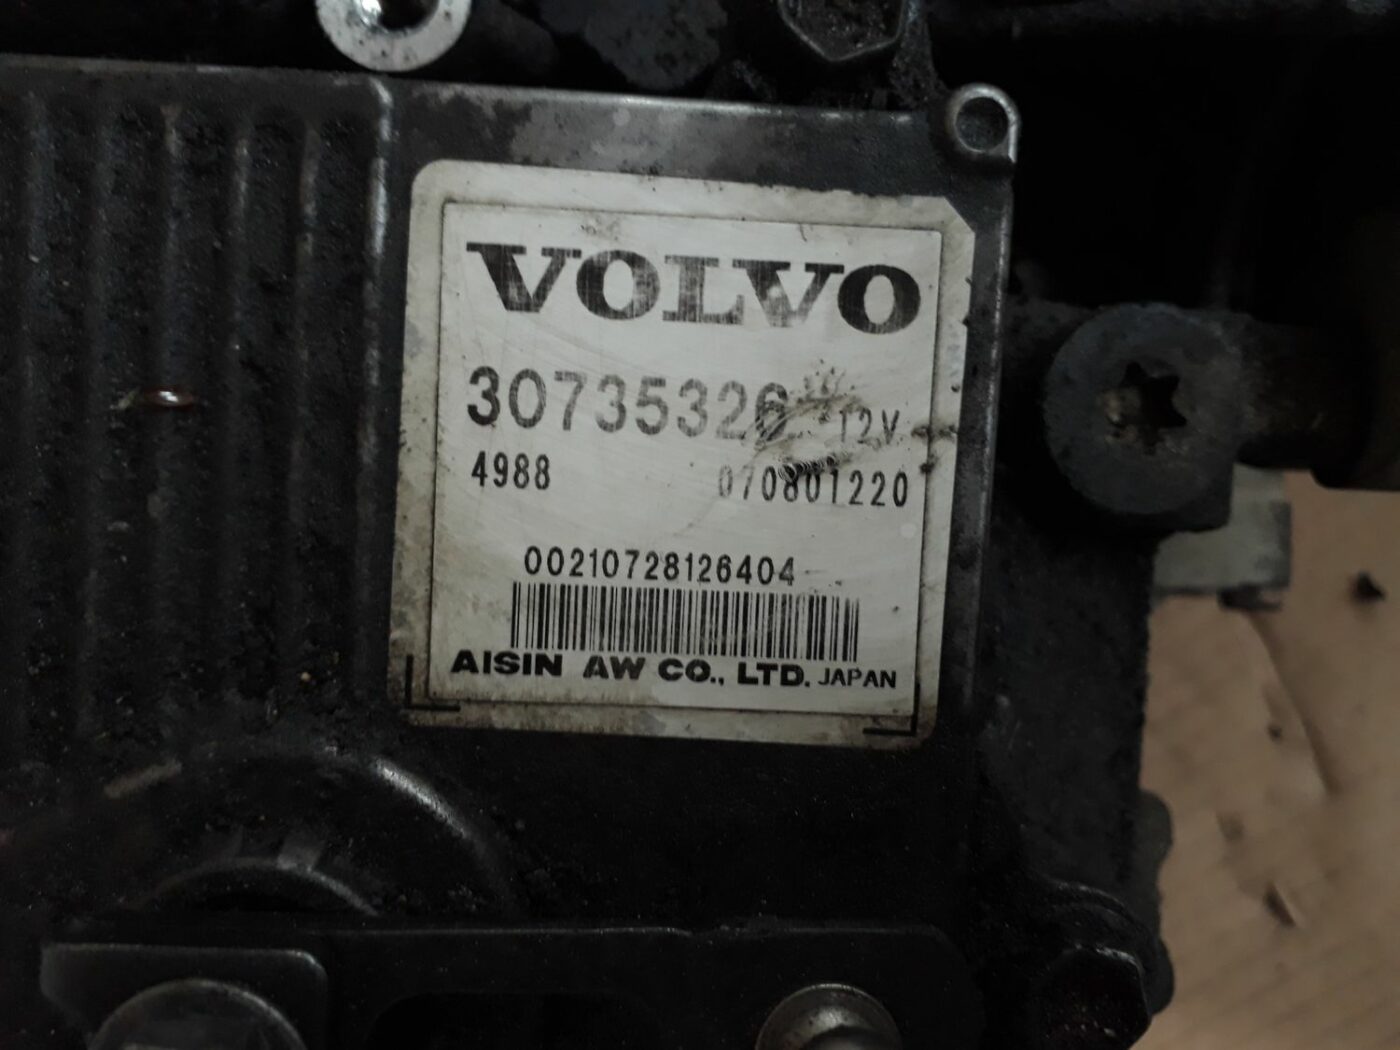 VOLVO
30735326 12V
4988 070801220
00210728126404
AISIN AW CO., LTD. JAPAN